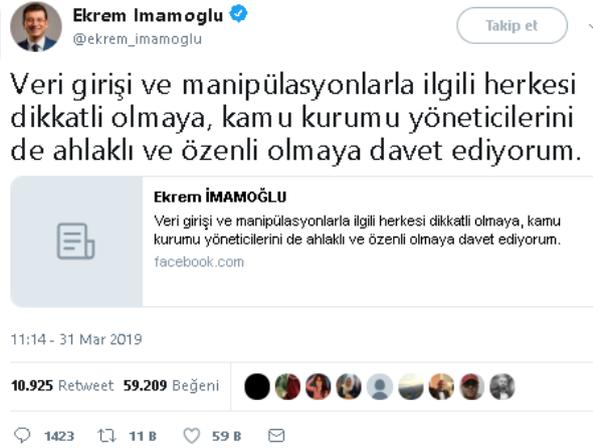 Ekrem Imamoglu
@ekrem_imamoglu
Takip et
Veri girişi ve manipülasyonlarla ilgili herkesi
dikkatli olmaya, kamu kurumu yöneticilerini
de ahlaklı ve özenli olmaya davet ediyorum.
Ekrem İMAMOĞLU
Veri girişi ve manipülasyonlarla ilgili herkesi dikkatli olmaya, kamu
kurumu yöneticilerini de ahlaklı ve özenli olmaya davet ediyorum.
facebook.com
11:14 - 31 Mar 2019
10.925 Retweet 59.209 Beğeni
1423 11 B 59 B